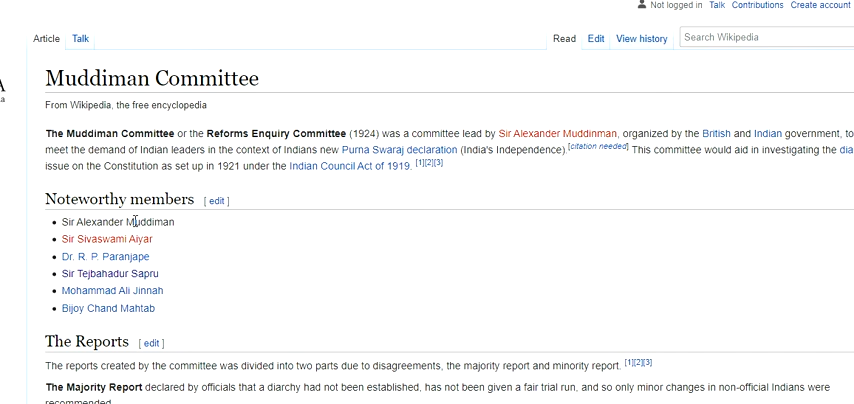 Not logged in Talk Contributions Create account
Article Talk Read Edit View history Search Wikipedia
A
a
Muddiman Committee
From Wikipedia, the free encyclopedia
The Muddiman Committee or the Reforms Enquiry Committee (1924) was a committee lead by Sir Alexander Muddinman, organized by the British and Indian government, to
meet the demand of Indian leaders in the context of Indians new Purna Swaraj declaration (India's Independence).[citation needed] This committee would aid in investigating the dia
issue on the Constitution as set up in 1921 under the Indian Council Act of 1919. [1][2][3]
Noteworthy members [ edit ]
• Sir Alexander Muddiman
• Sir Sivaswami Aiyar
• Dr. R. P. Paranjape
• Sir Tejbahadur Sapru
• Mohammad Ali Jinnah
• Bijoy Chand Mahtab
The Reports [ edit ]
The reports created by the committee was divided into two parts due to disagreements, the majority report and minority report. [1][2][3]
The Majority Report declared by officials that a diarchy had not been established, has not been given a fair trial run, and so only minor changes in non-official Indians were
recommended